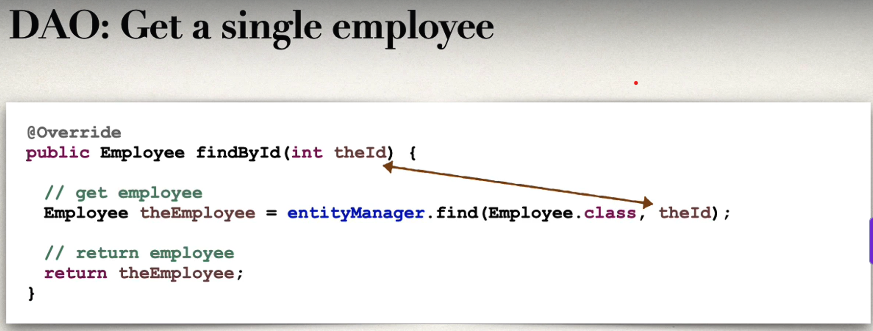 DAO: Get a single employee
@Override
public Employee findById(int theId) {
// get employee
Employee theEmployee = entityManager.find(Employee.class, theId);
// return employee
return theEmployee;
}